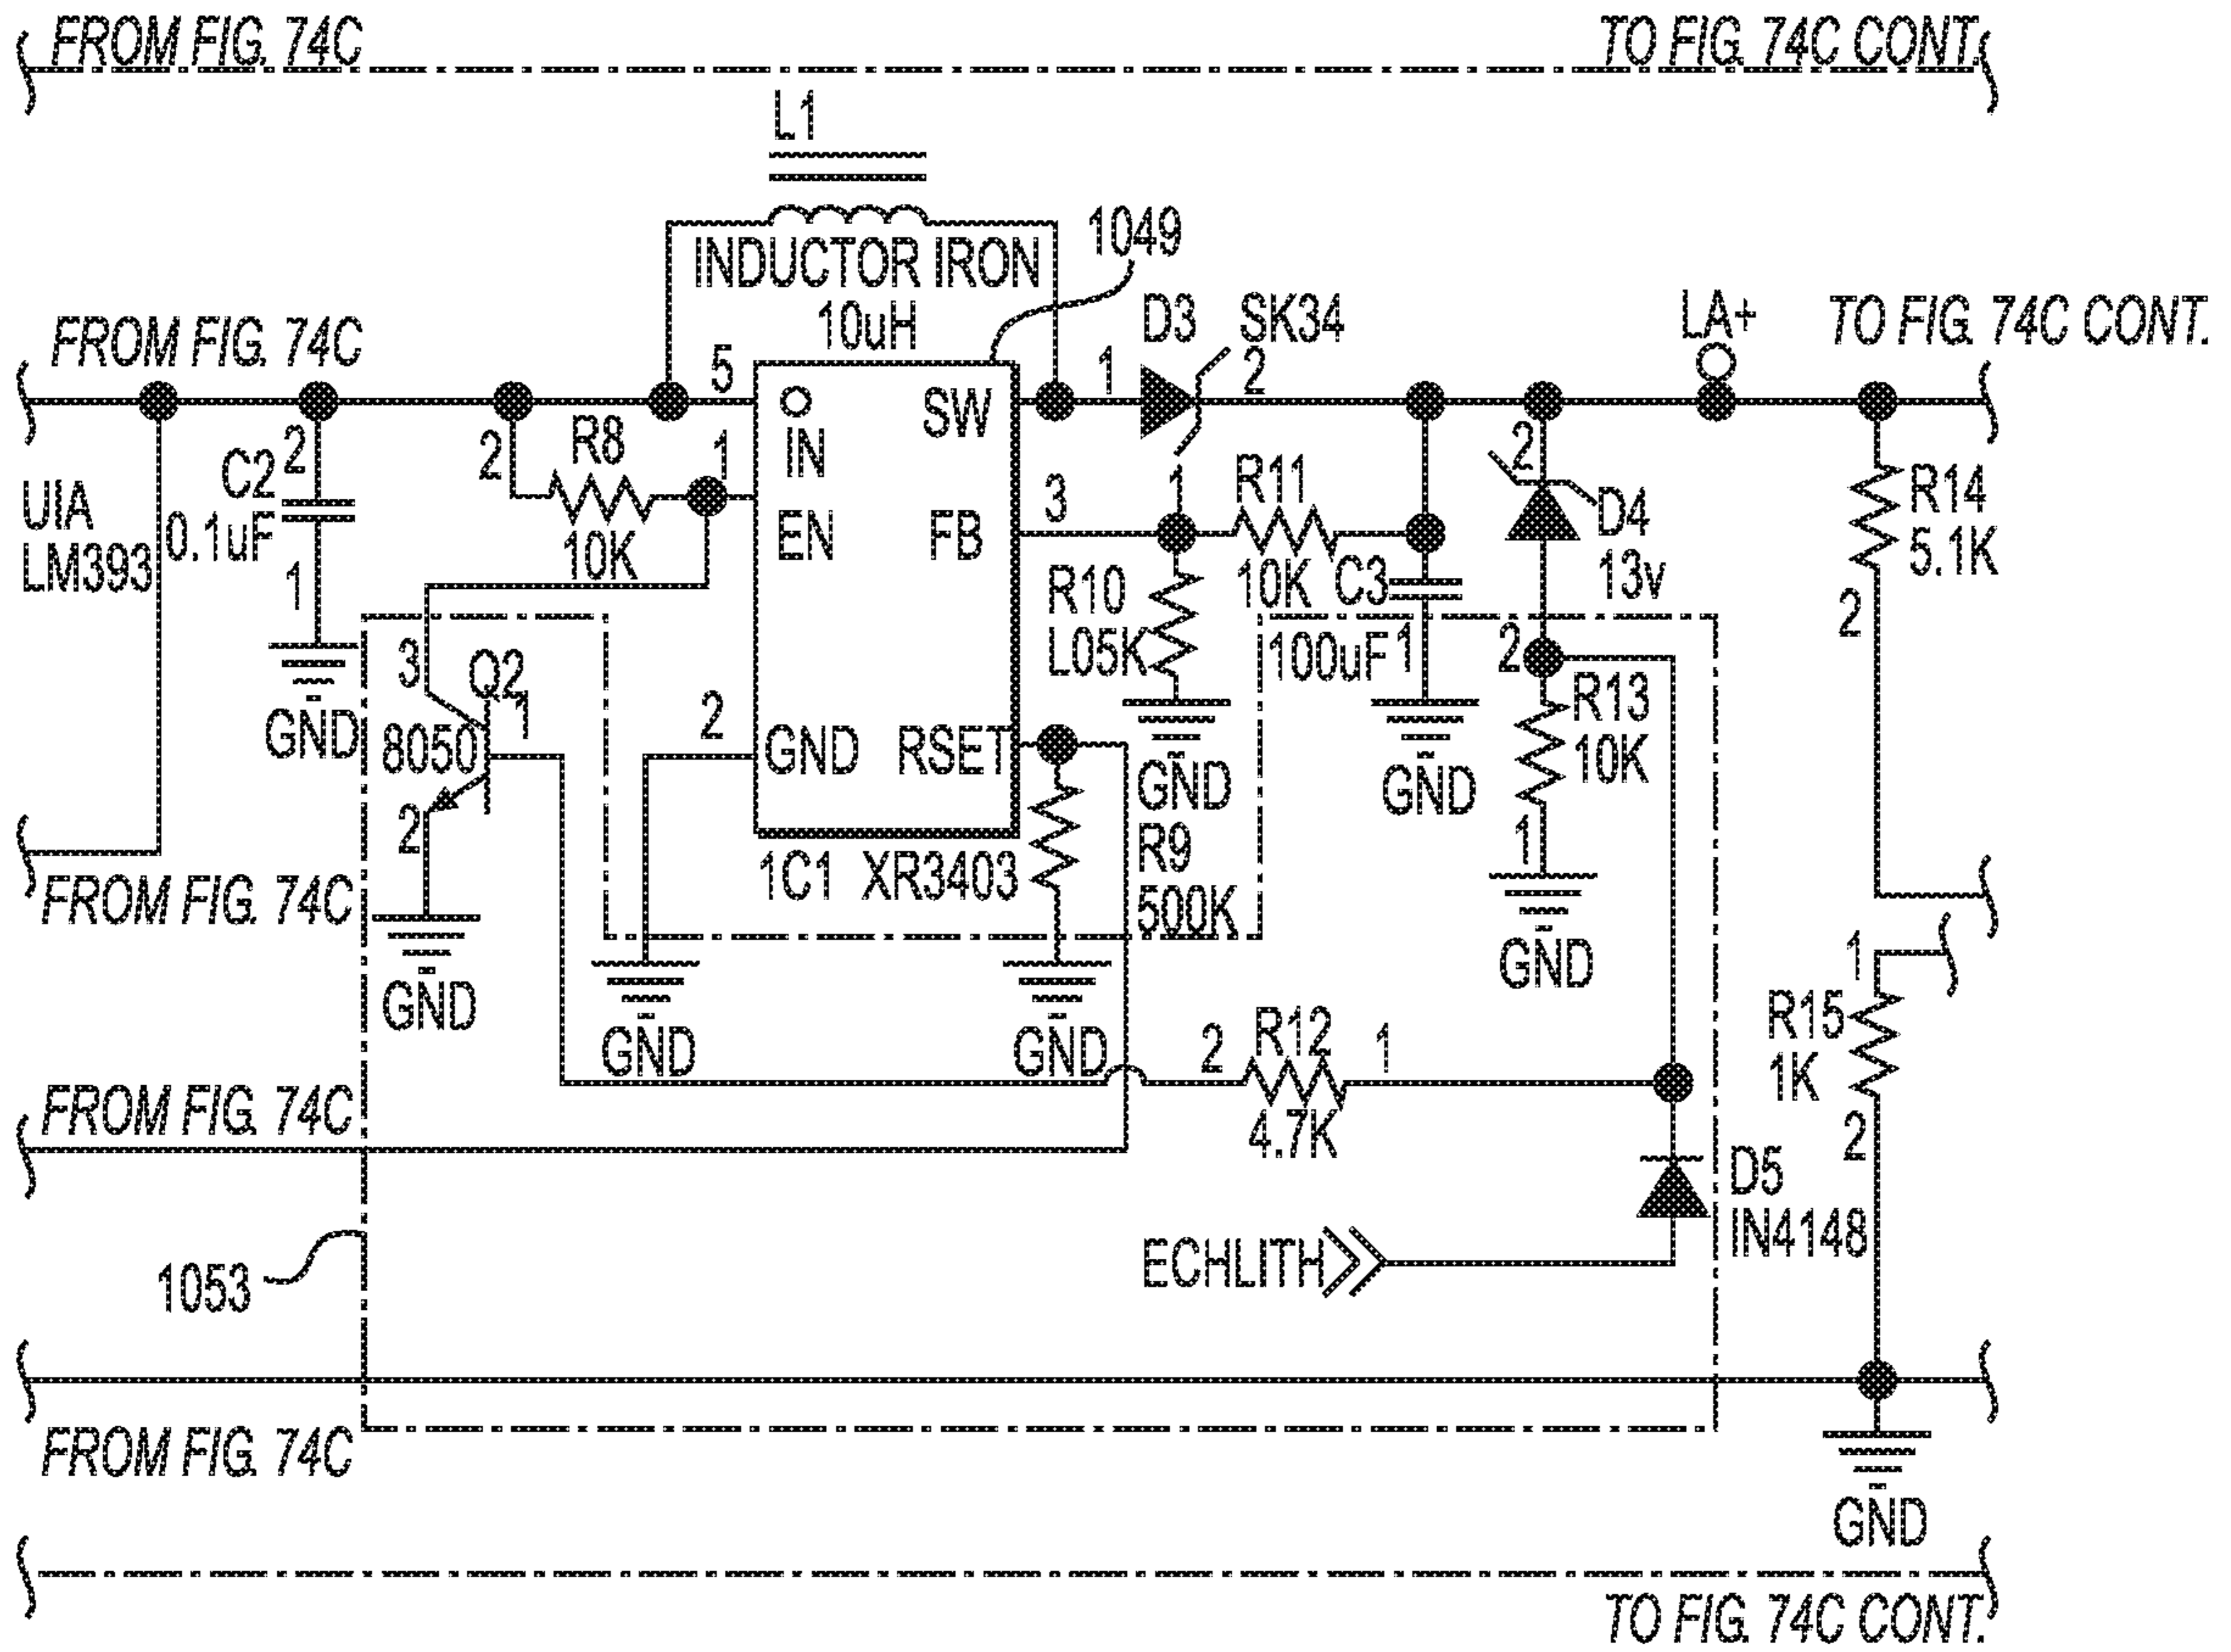 FROM FIG. 74C
TO FIG. 74C CONT.
L1
INDUCTOR IRON
10uH
1049
FROM FIG. 74C
D3 SK34
LA+
TO FIG. 74C CONT.
5
1
2
IN
SW
2
R8
10K
1
EN
3
FB
1
R11
10K
2
C2
0.1uF
1
GND
UIA
LM393
R10
L05K
GND
C3
100uF
1
GND
2
D4
13v
R14
5.1K
2
3
Q2
1
8050
2
GND
2
GND
RSET
1C1 XR3403
R9
500K
2
R13
10K
1
GND
FROM FIG. 74C
GND
GND
1
R15
1K
2
2
R12
4.7K
1
FROM FIG. 74C
D5
IN4148
ECHLITH
1053
FROM FIG. 74C
GND
TO FIG. 74C CONT.